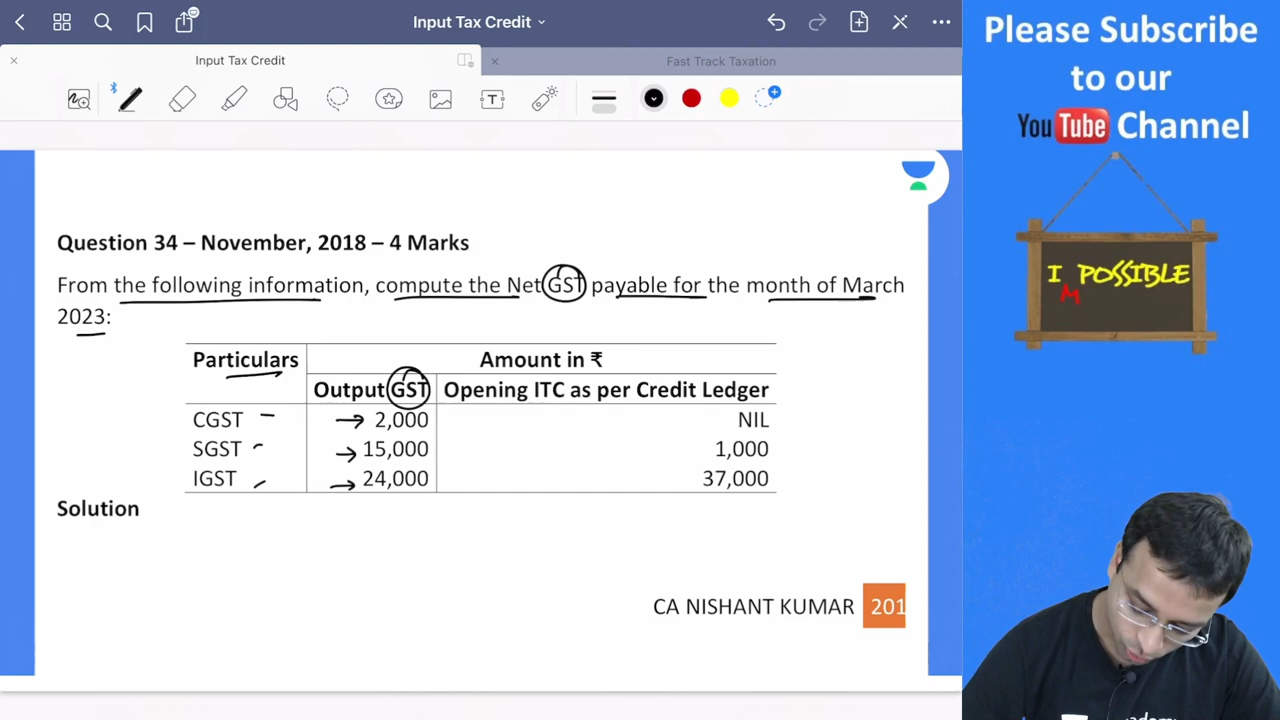 Input Tax Credit
Input Tax Credit
Fast Track Taxation
Please Subscribe
to our
YouTube Channel
I POSSIBLE
M
Question 34 – November, 2018 – 4 Marks
From the following information, compute the Net GST payable for the month of March
2023:
Particulars Amount in ₹
Output GST Opening ITC as per Credit Ledger
CGST 2,000 NIL
SGST 15,000 1,000
IGST 24,000 37,000
Solution
CA NISHANT KUMAR 201